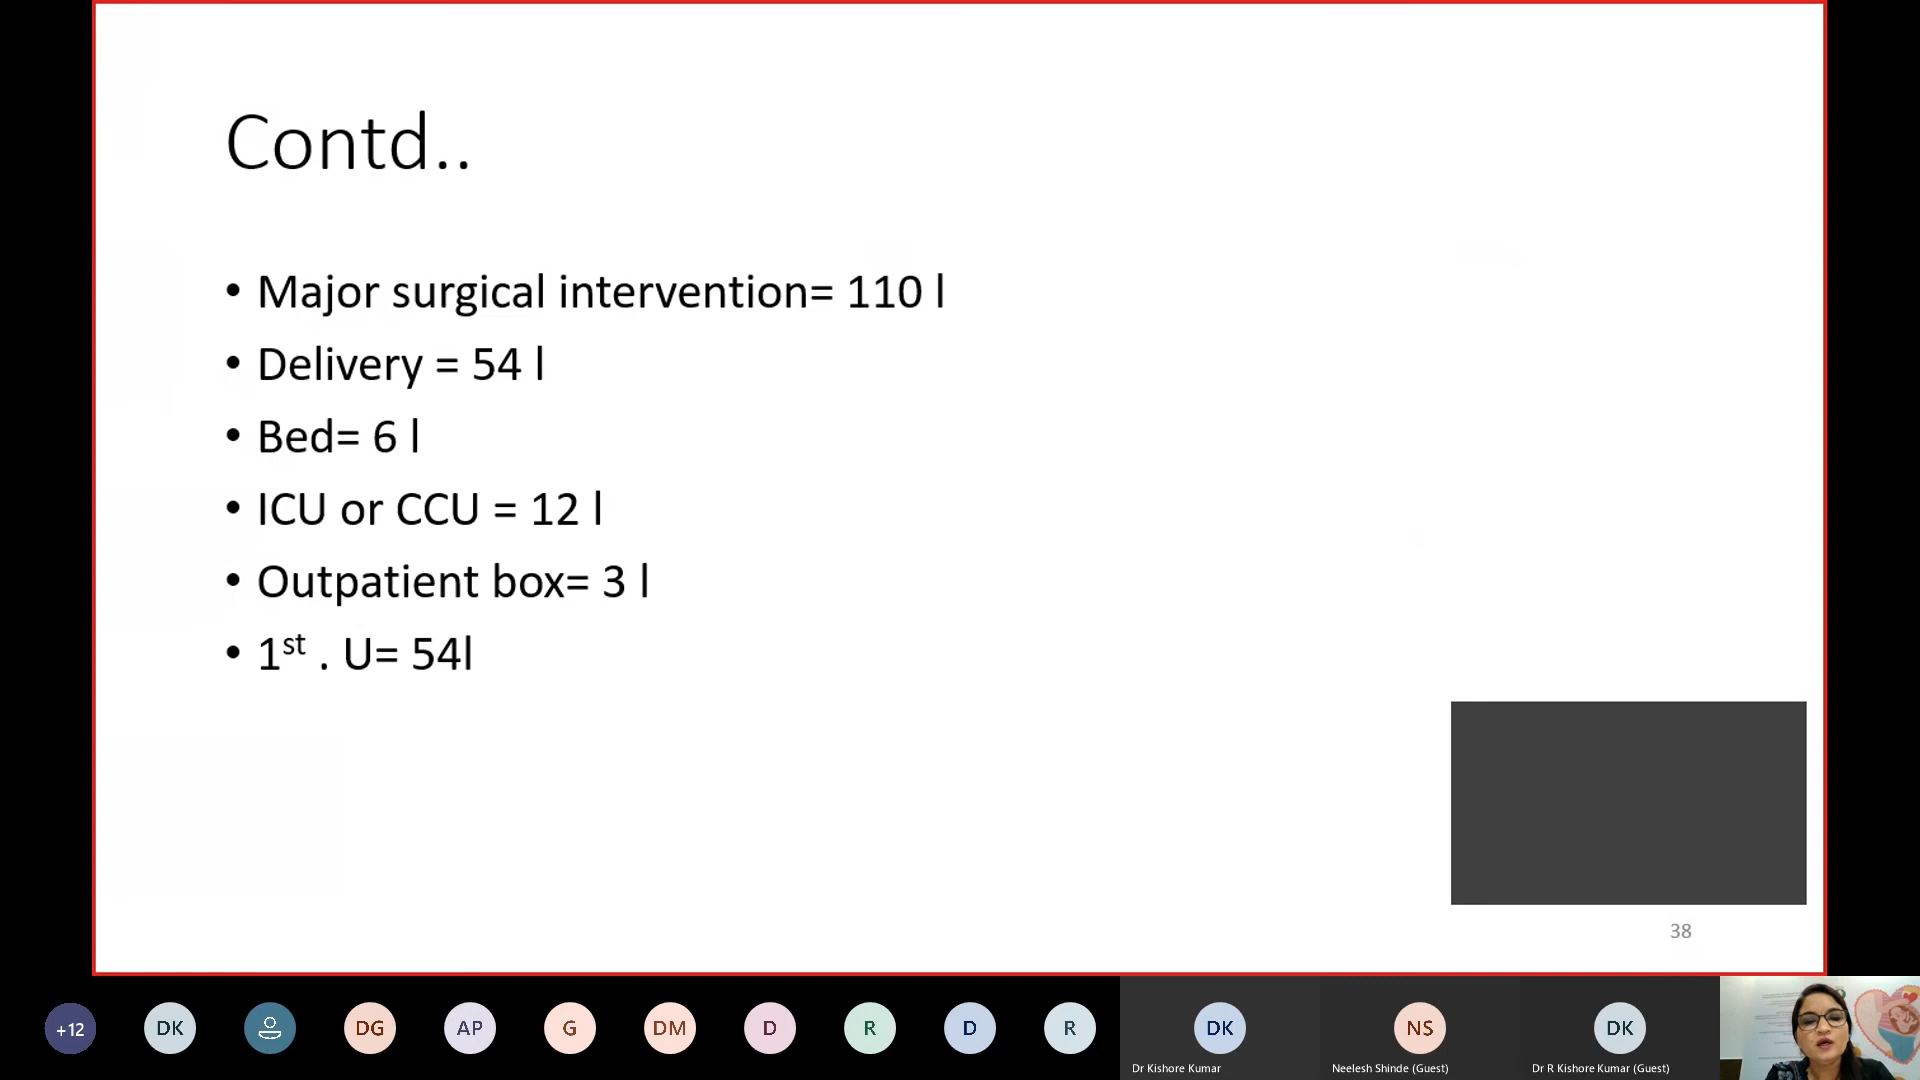 Contd..
• Major surgical intervention= 110 l
• Delivery = 54 l
• Bed= 6 l
• ICU or CCU = 12 l
• Outpatient box= 3 l
• 1st . U= 54l
38
+12
DK
DG
AP
G
DM
D
R
D
R
DK
NS
DK
Dr Kishore Kumar
Neelesh Shinde (Guest)
Dr R Kishore Kumar (Guest)